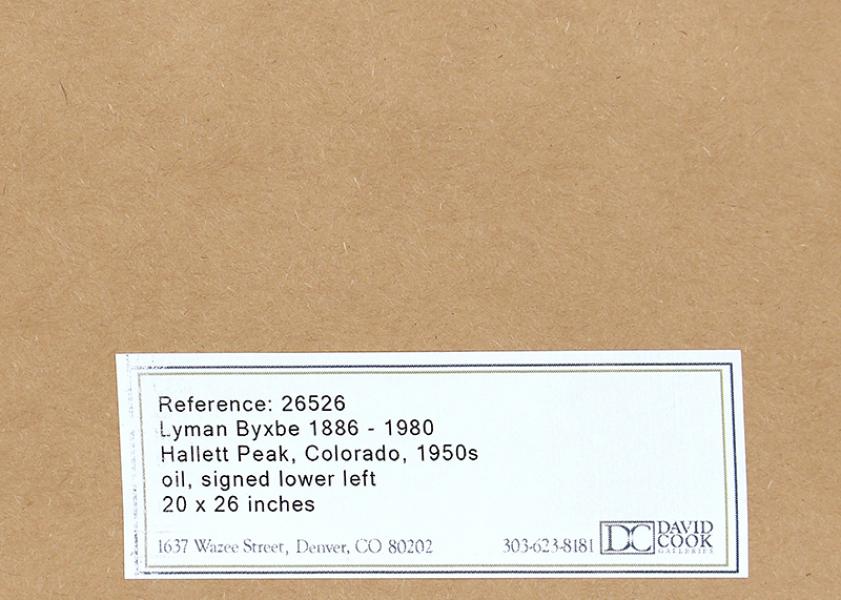 Reference: 26526
Lyman Byxbe 1886 - 1980
Hallett Peak, Colorado, 1950s
oil, signed lower left
20 x 26 inches
1637 Wazee Street, Denver, CO 80202 303-623-8181 DC DAVID
COOK
GALLERIES